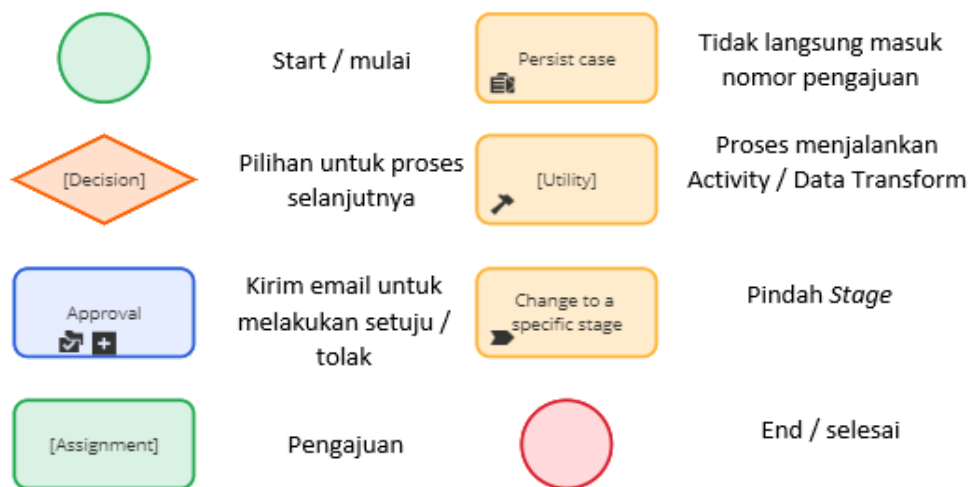 Start / mulai
Persist case
Tidak langsung masuk
nomor pengajuan
[Decision]
Pilihan untuk proses
selanjutnya
[Utility]
Proses menjalankan
Activity / Data Transform
Approval
Kirim email untuk
melakukan setuju /
tolak
Change to a
specific stage
Pindah Stage
[Assignment]
Pengajuan
End / selesai